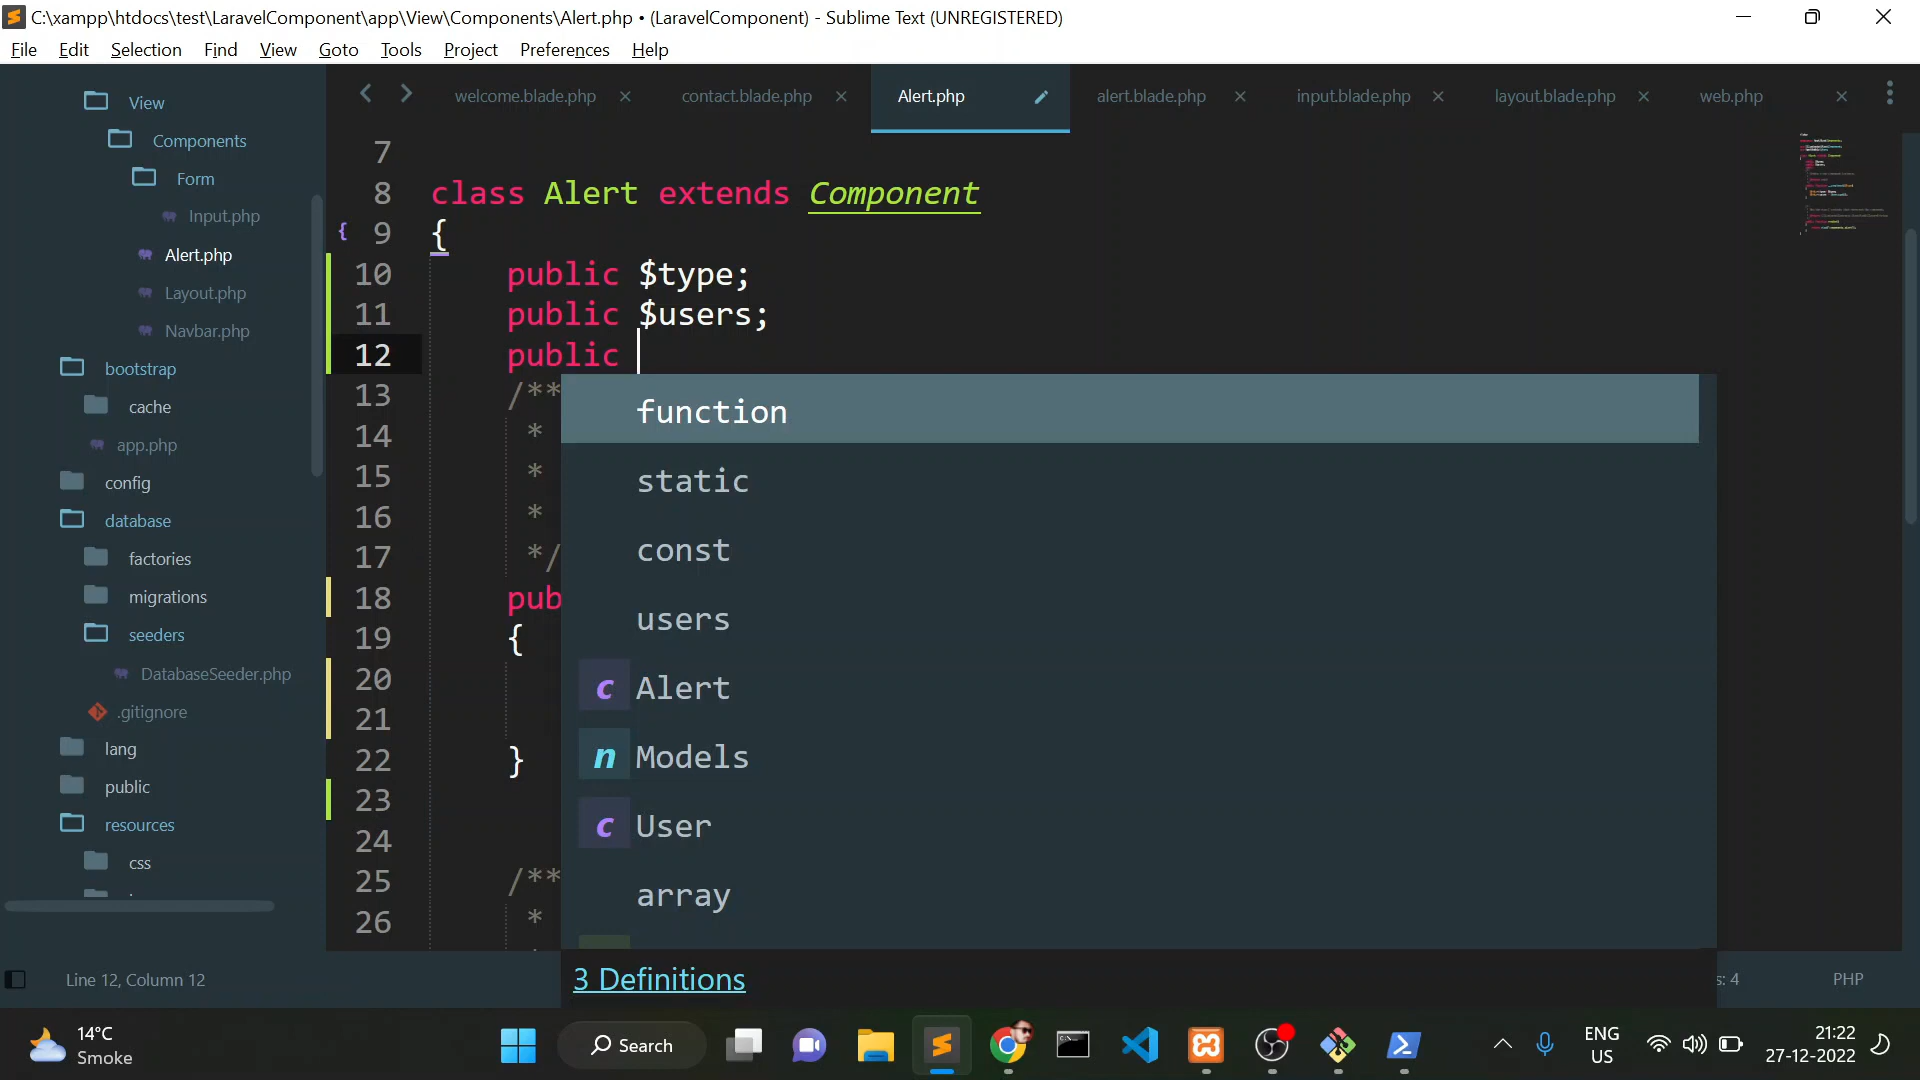 C:\xampp\htdocs\test\LaravelComponent\app\View\Components\Alert.php • (LaravelComponent) - Sublime Text (UNREGISTERED)
File Edit Selection Find View Goto Tools Project Preferences Help
View
Components
Form
Input.php
Alert.php
Layout.php
Navbar.php
bootstrap
cache
app.php
config
database
factories
migrations
seeders
DatabaseSeeder.php
.gitignore
lang
public
resources
css
welcome.blade.php contact.blade.php Alert.php alert.blade.php input.blade.php layout.blade.php web.php
7
8 class Alert extends Component
9 {
10 public $type;
11 public $users;
12 public
13 /**
14 *
15 *
16 *
17 */
18 pub
19 {
20
21
22 }
23
24
25 /**
26 *
function
static
const
users
c Alert
n Models
c User
array
3 Definitions
Line 12, Column 12
s: 4 PHP
14°C
Smoke
Search
ENG
US
21:22
27-12-2022